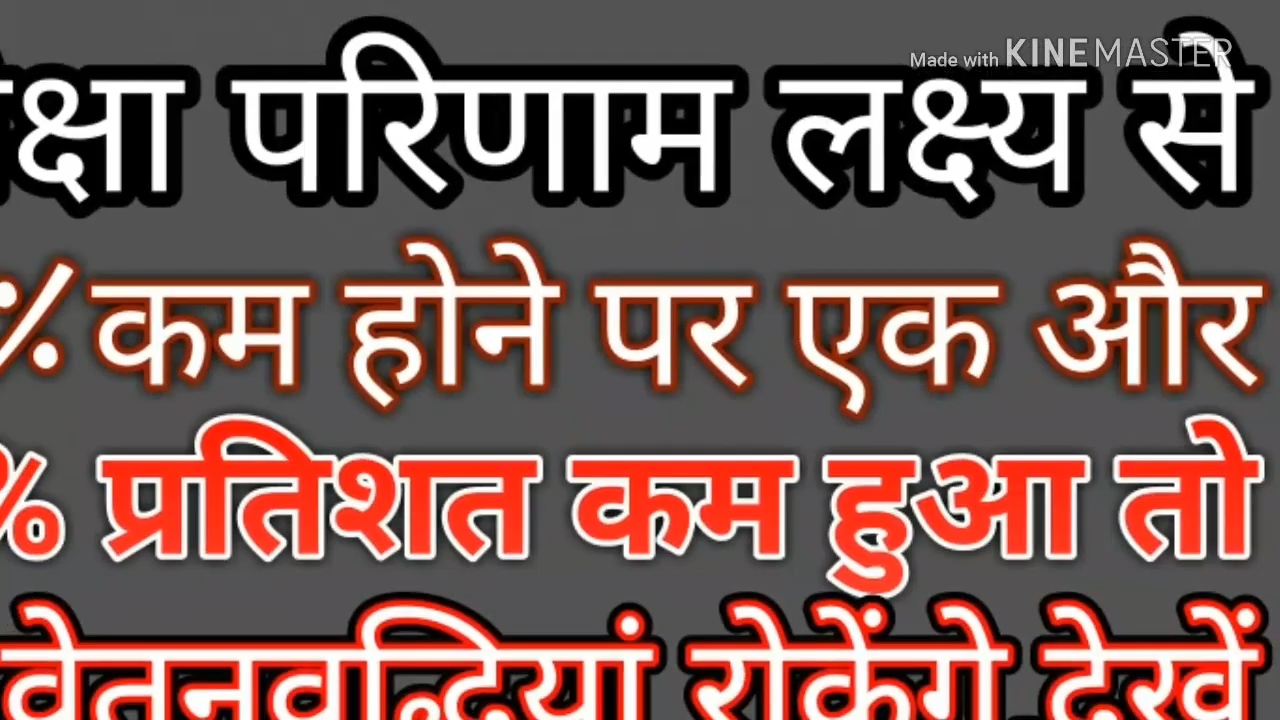 Made with KINEMASTER
क्षा परिणाम लक्ष्य से
% कम होने पर एक और
% प्रतिशत कम हुआ तो
वेतनवृद्धियां रोकेंगे देखें